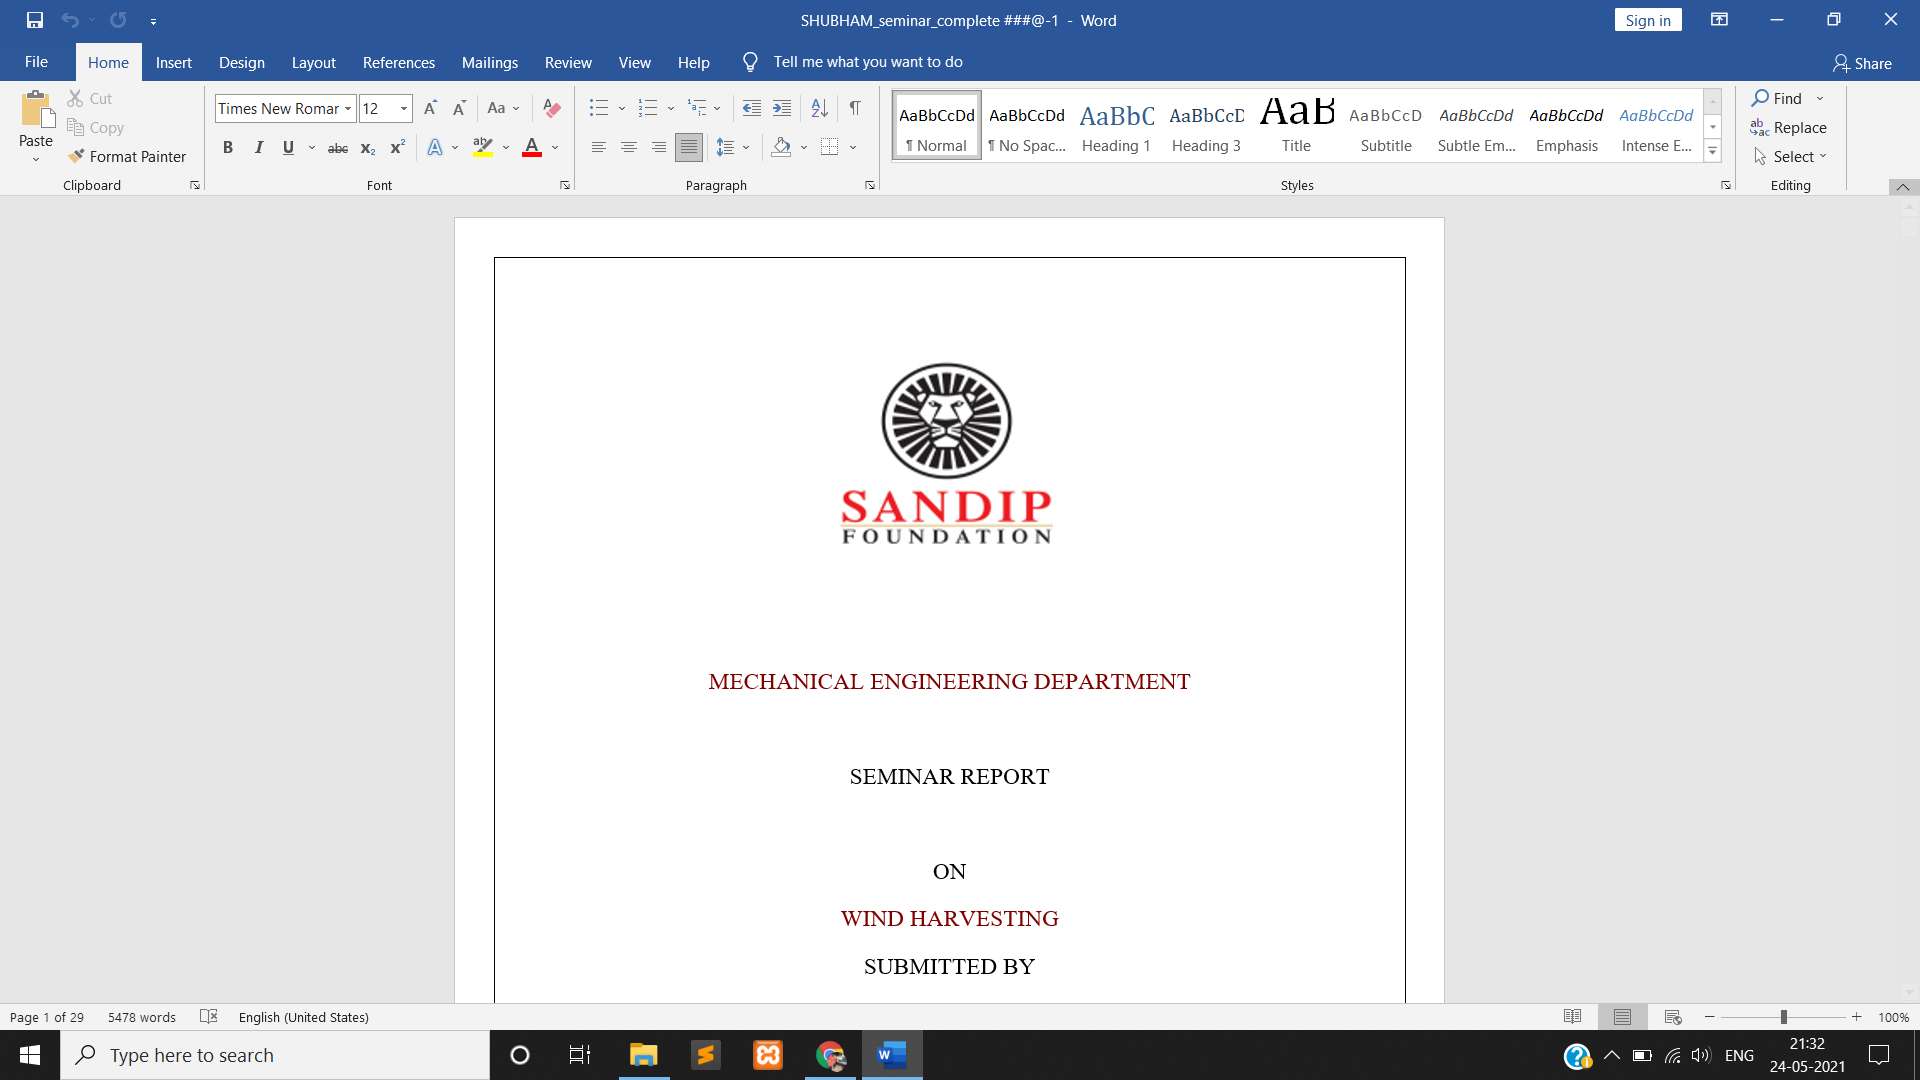 SHUBHAM_seminar_complete ###@-1 - Word
Sign in
File Home Insert Design Layout References Mailings Review View Help Tell me what you want to do
Share
Paste
Cut
Copy
Format Painter
Clipboard
Times New Romar 12 Aa
B I U abc x₂ x² A ab A
Font
Paragraph
AaBbCcDd AaBbCcDd AaBbC AaBbCcD AaB AaBbCcD AaBbCcDd AaBbCcDd AaBbCcDd
¶ Normal ¶ No Spac... Heading 1 Heading 3 Title Subtitle Subtle Em... Emphasis Intense E...
Styles
Find
Replace
Select
Editing
SANDIP
FOUNDATION
MECHANICAL ENGINEERING DEPARTMENT
SEMINAR REPORT
ON
WIND HARVESTING
SUBMITTED BY
Page 1 of 29 5478 words English (United States) 100%
Type here to search
ENG
21:32
24-05-2021